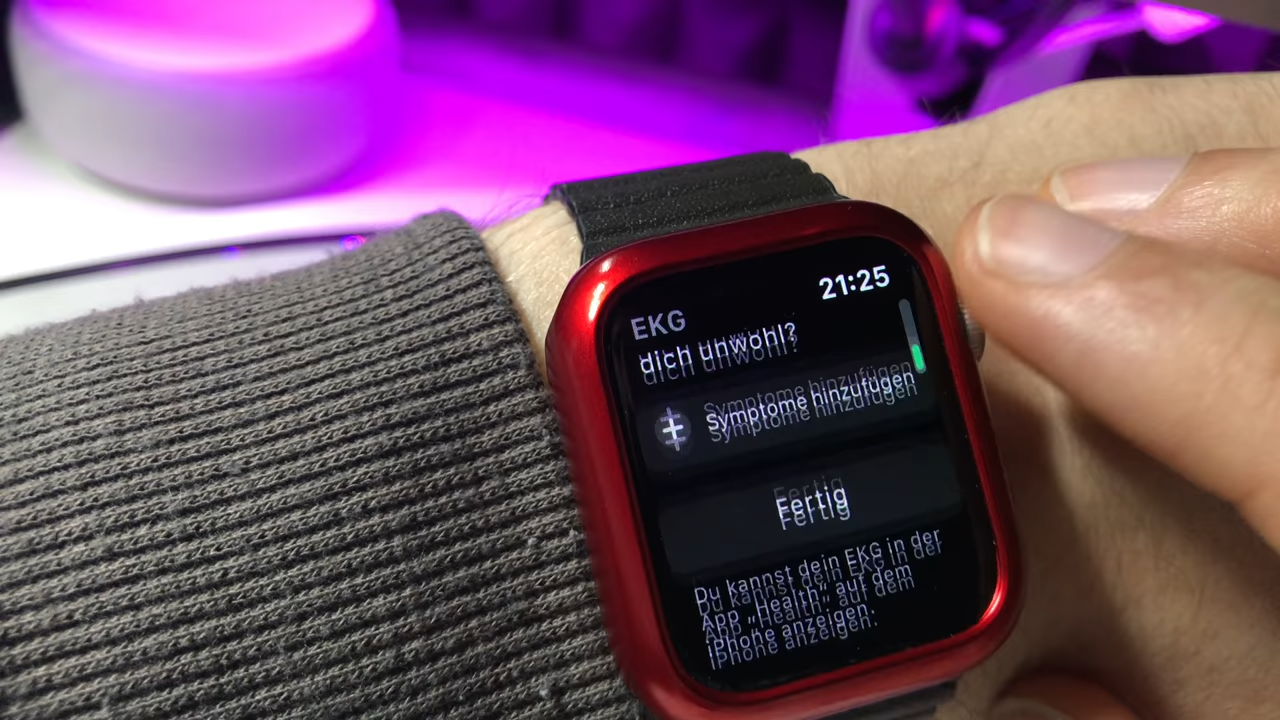 21:25
EKG
dich unwohl?
Symptome hinzufügen
Fertig
Du kannst dein EKG in der
App „Health“ auf dem
iPhone anzeigen.